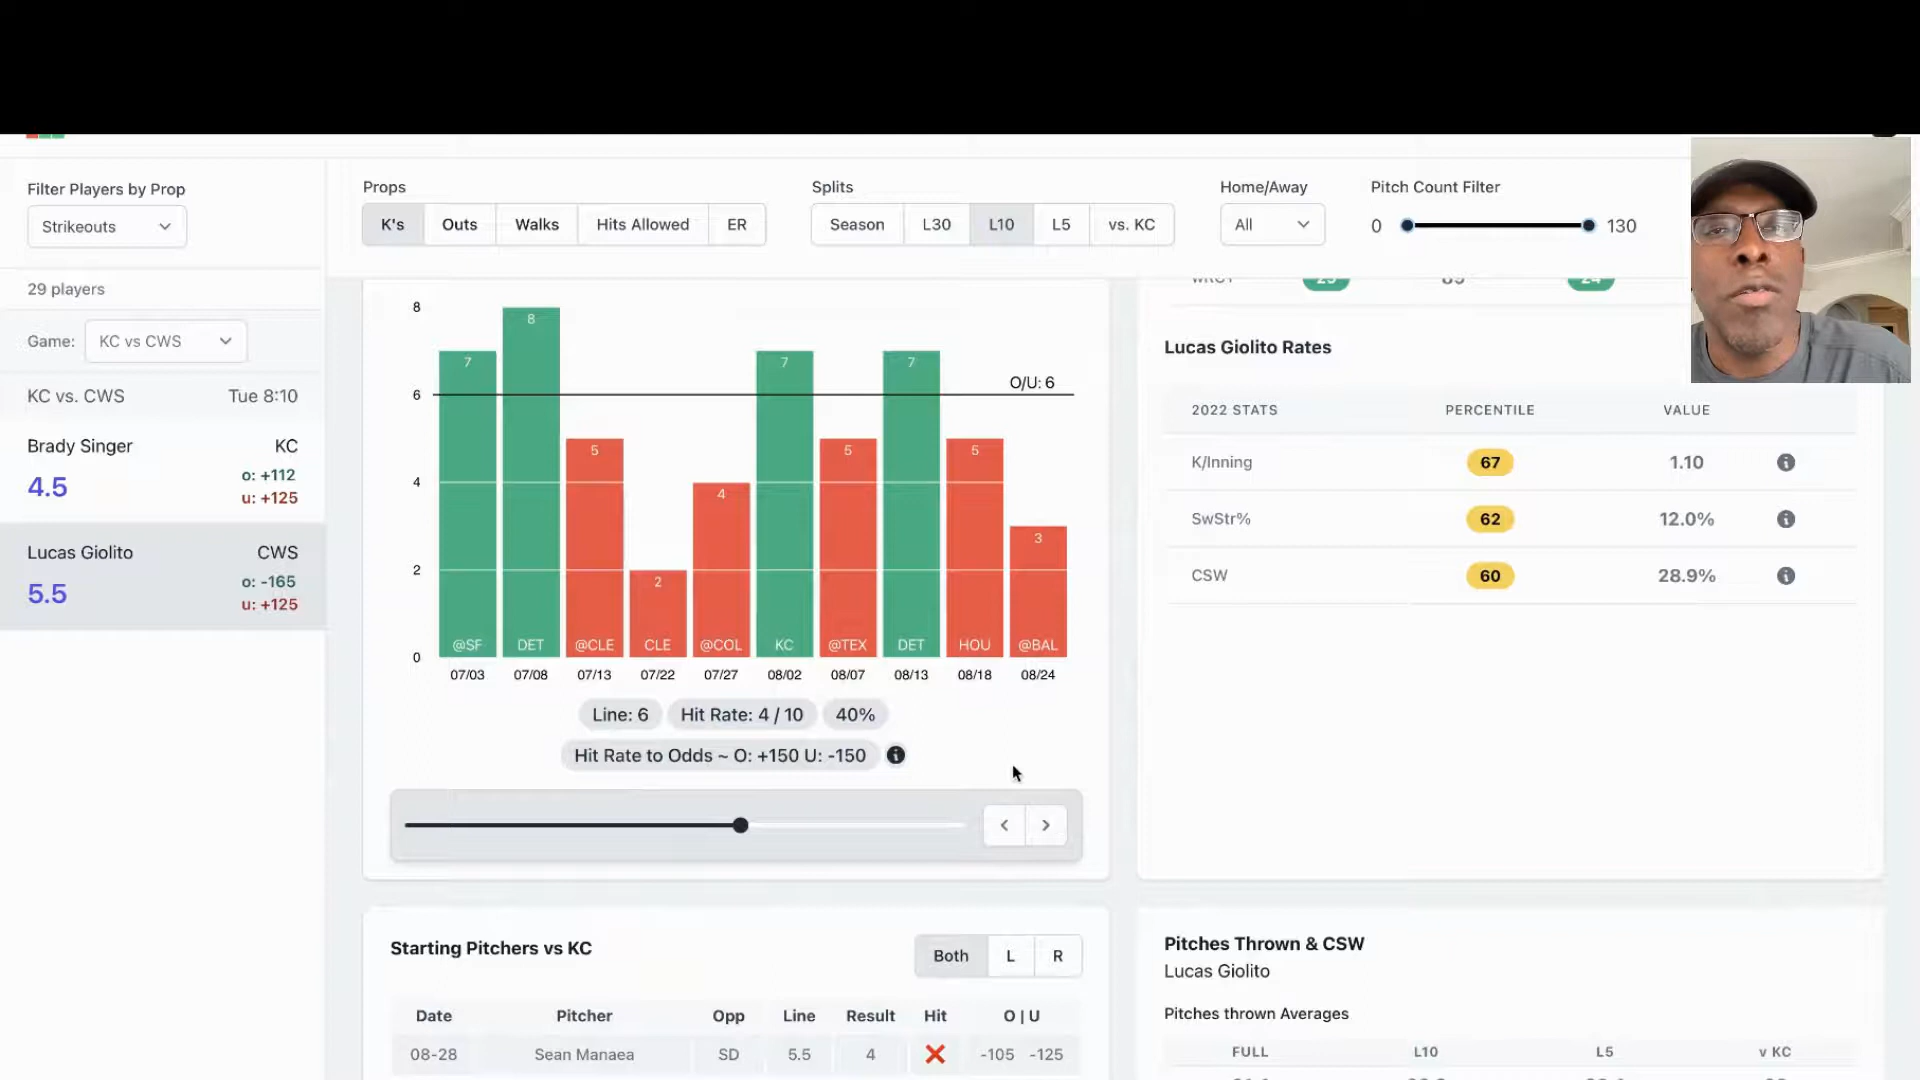 Filter Players by Prop
Strikeouts
29 players
Game: KC vs CWS
KC vs. CWS Tue 8:10
Brady Singer KC
4.5 o: +112
u: +125
Lucas Giolito CWS
5.5 o: -165
u: +125
Props
K's Outs Walks Hits Allowed ER
Splits
Season L30 L10 L5 vs. KC
Home/Away
All
Pitch Count Filter
0 130
8
6
4
2
0
O/U: 6
7 8 5 2 4 7 5 7 5 3
@SF DET @CLE CLE @COL KC @TEX DET HOU @BAL
07/03 07/08 07/13 07/22 07/27 08/02 08/07 08/13 08/18 08/24
Line: 6 Hit Rate: 4 / 10 40%
Hit Rate to Odds ~ O: +150 U: -150
Lucas Giolito Rates
2022 STATS PERCENTILE VALUE
K/Inning 67 1.10
SwStr% 62 12.0%
CSW 60 28.9%
Starting Pitchers vs KC
Both L R
Date Pitcher Opp Line Result Hit O | U
08-28 Sean Manaea SD 5.5 4 -105 -125
Pitches Thrown & CSW
Lucas Giolito
Pitches thrown Averages
FULL L10 L5 v KC